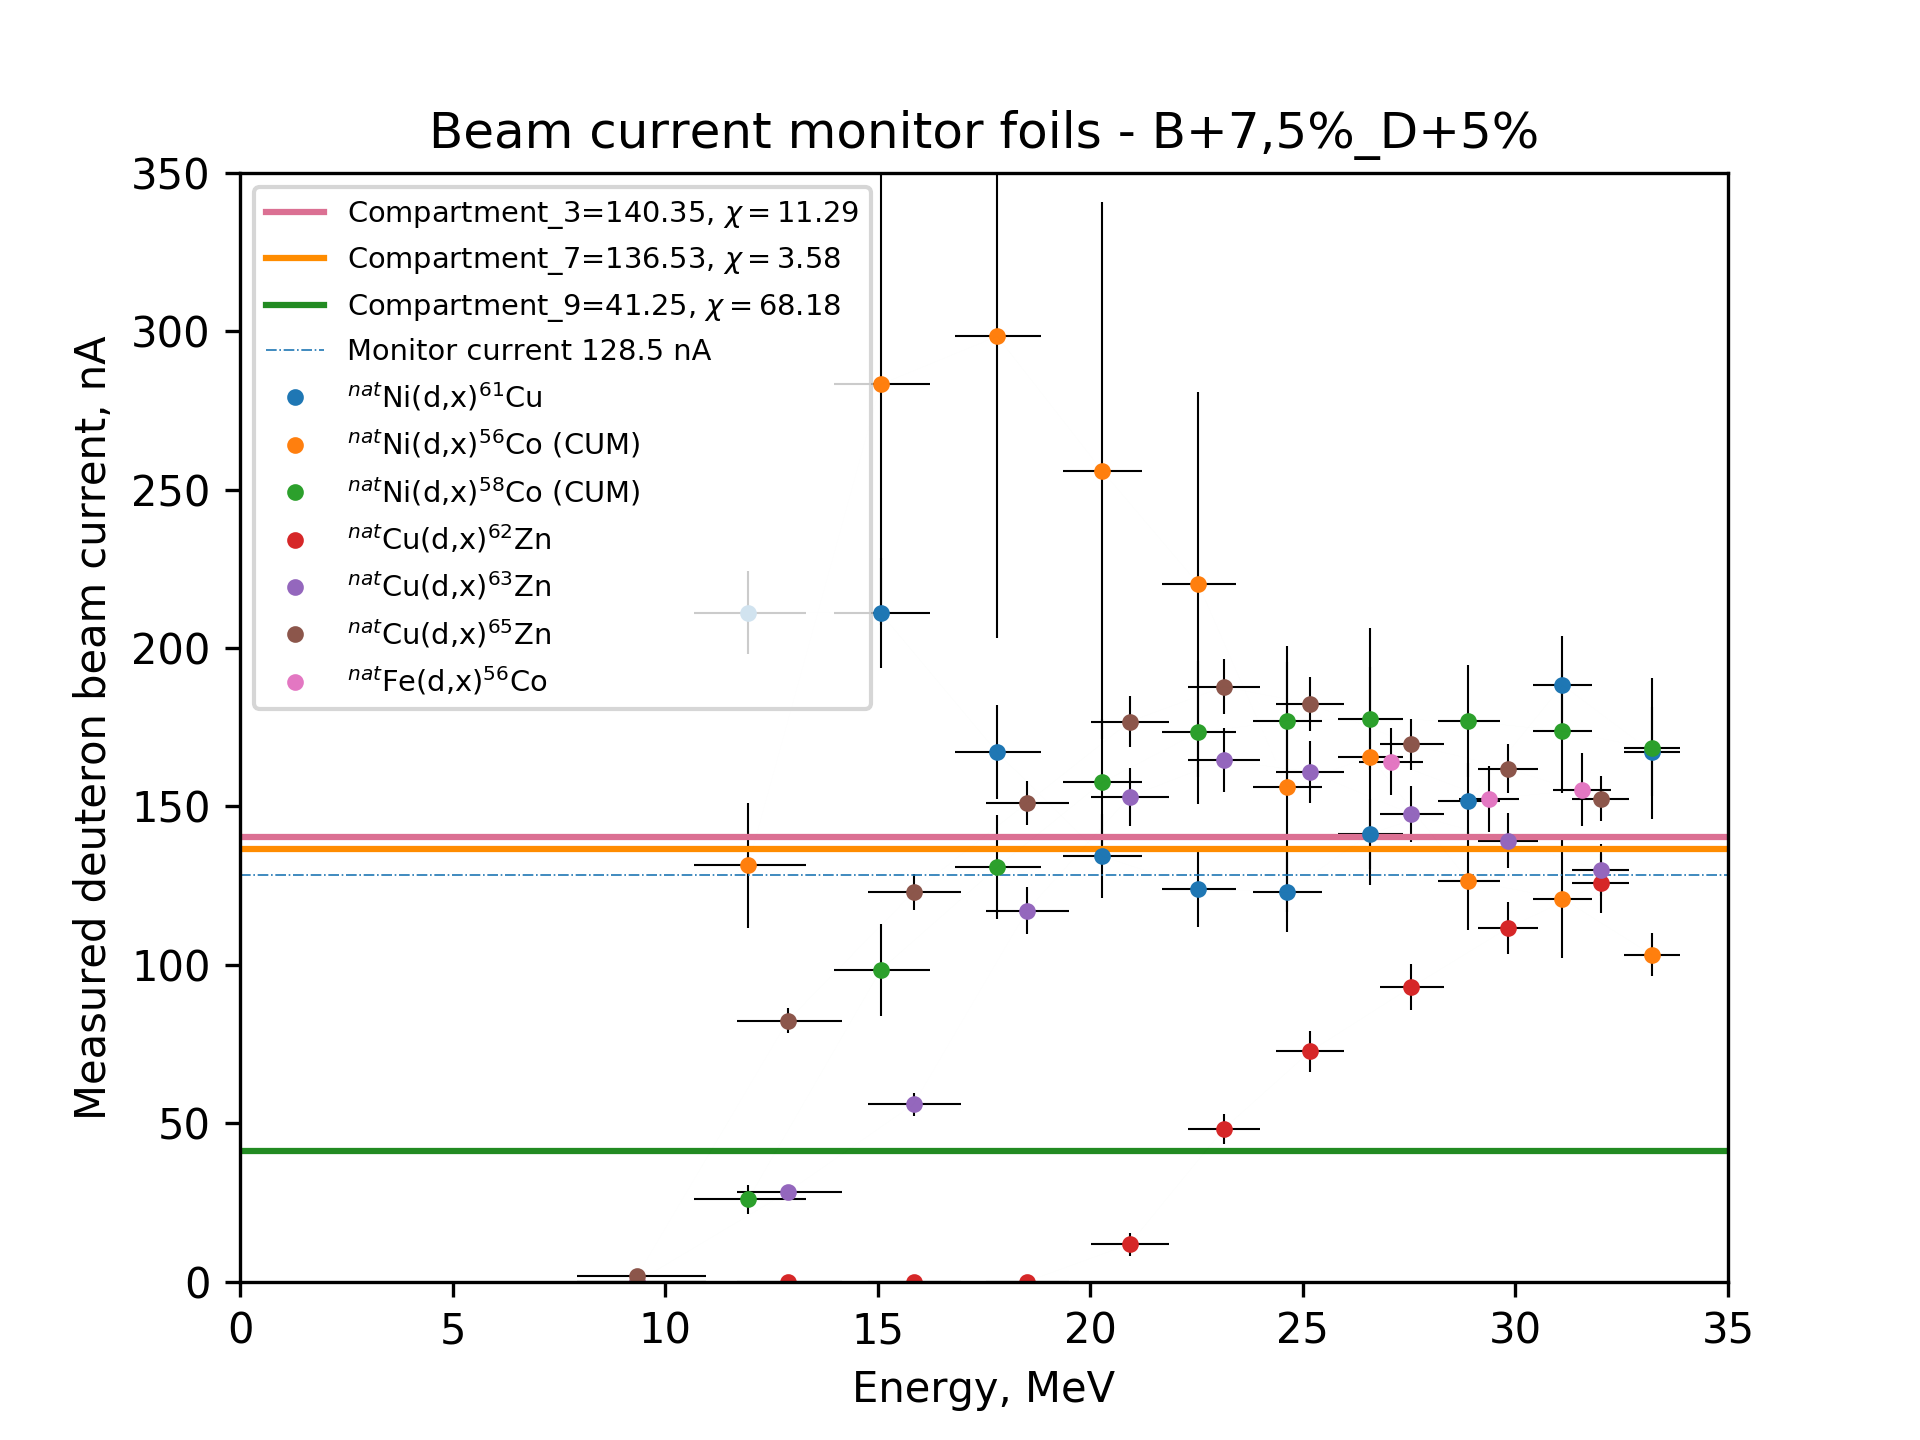 Beam current monitor foils - B+7,5%_D+5%
350
300
250
200
150
100
50
0
Measured deuteron beam current, nA
Compartment_3=140.35, χ = 11.29
Compartment_7=136.53, χ = 3.58
Compartment_9=41.25, χ = 68.18
Monitor current 128.5 nA
ⁿᵃᵗNi(d,x)⁶¹Cu
ⁿᵃᵗNi(d,x)⁵⁶Co (CUM)
ⁿᵃᵗNi(d,x)⁵⁸Co (CUM)
ⁿᵃᵗCu(d,x)⁶²Zn
ⁿᵃᵗCu(d,x)⁶³Zn
ⁿᵃᵗCu(d,x)⁶⁵Zn
ⁿᵃᵗFe(d,x)⁵⁶Co
0 5 10 15 20 25 30 35
Energy, MeV